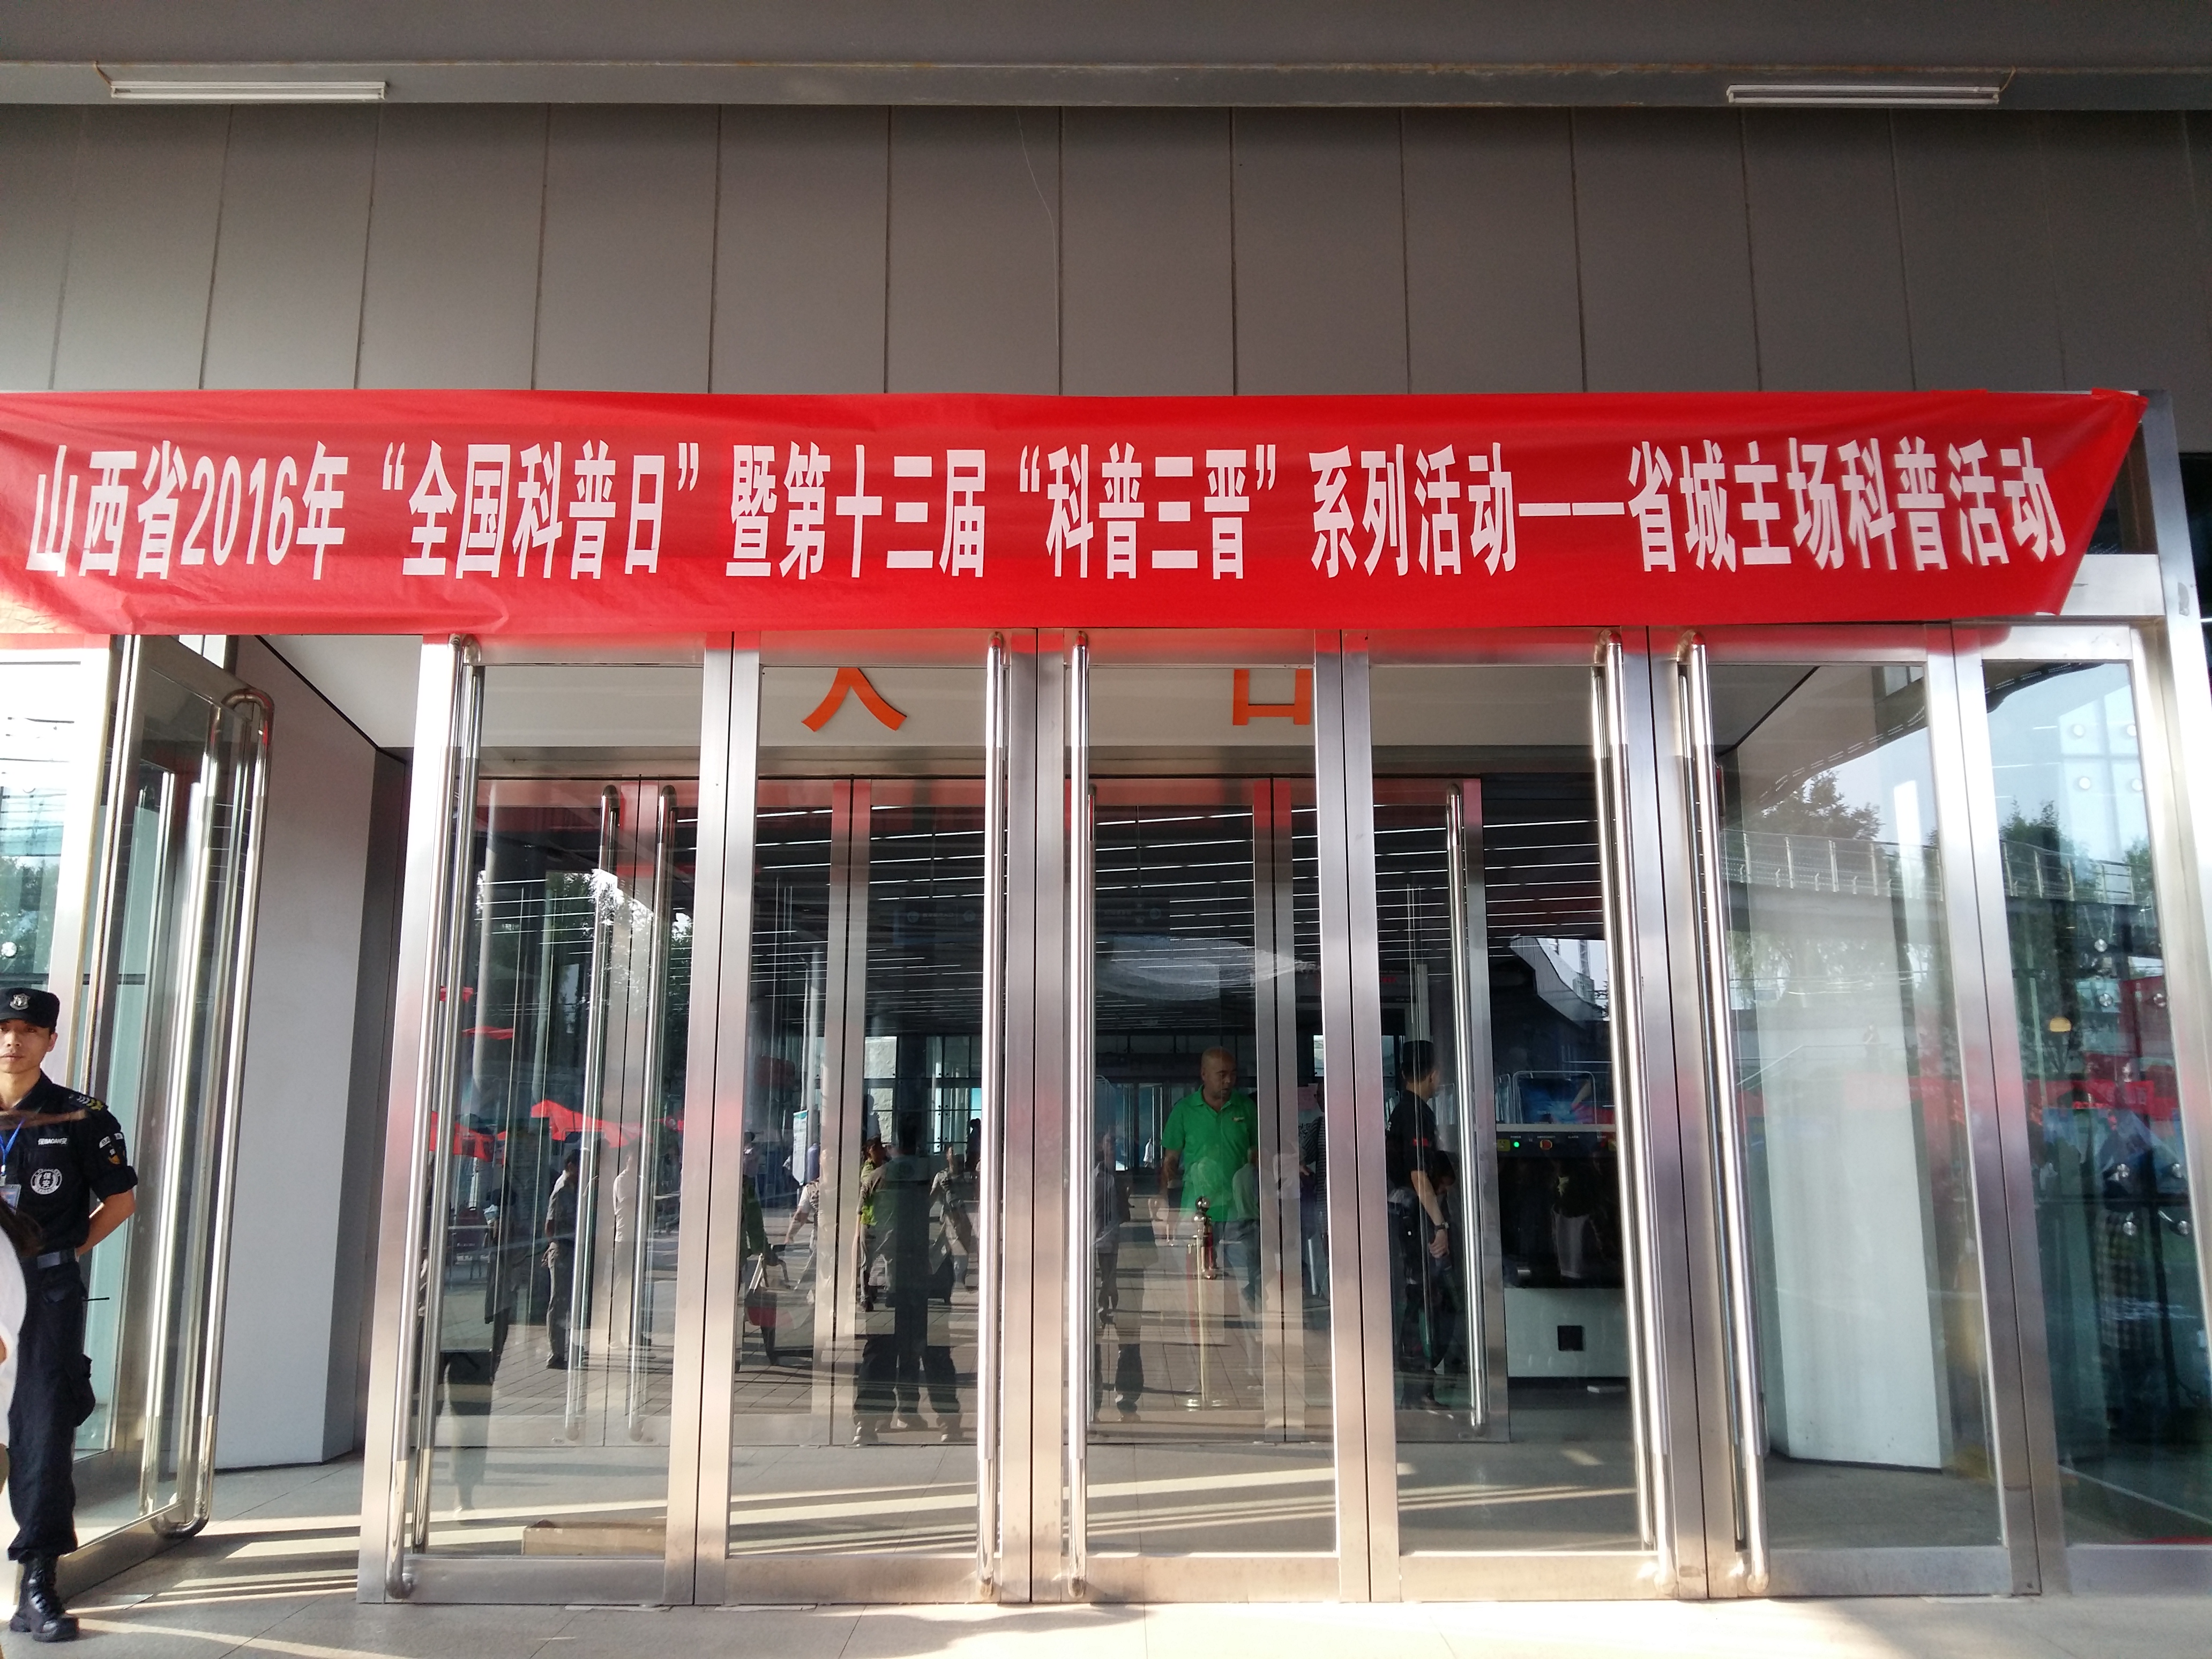 山西省2016年“全国科普日”暨第十三届“科普三晋”系列活动——省城主场科普活动
入 口